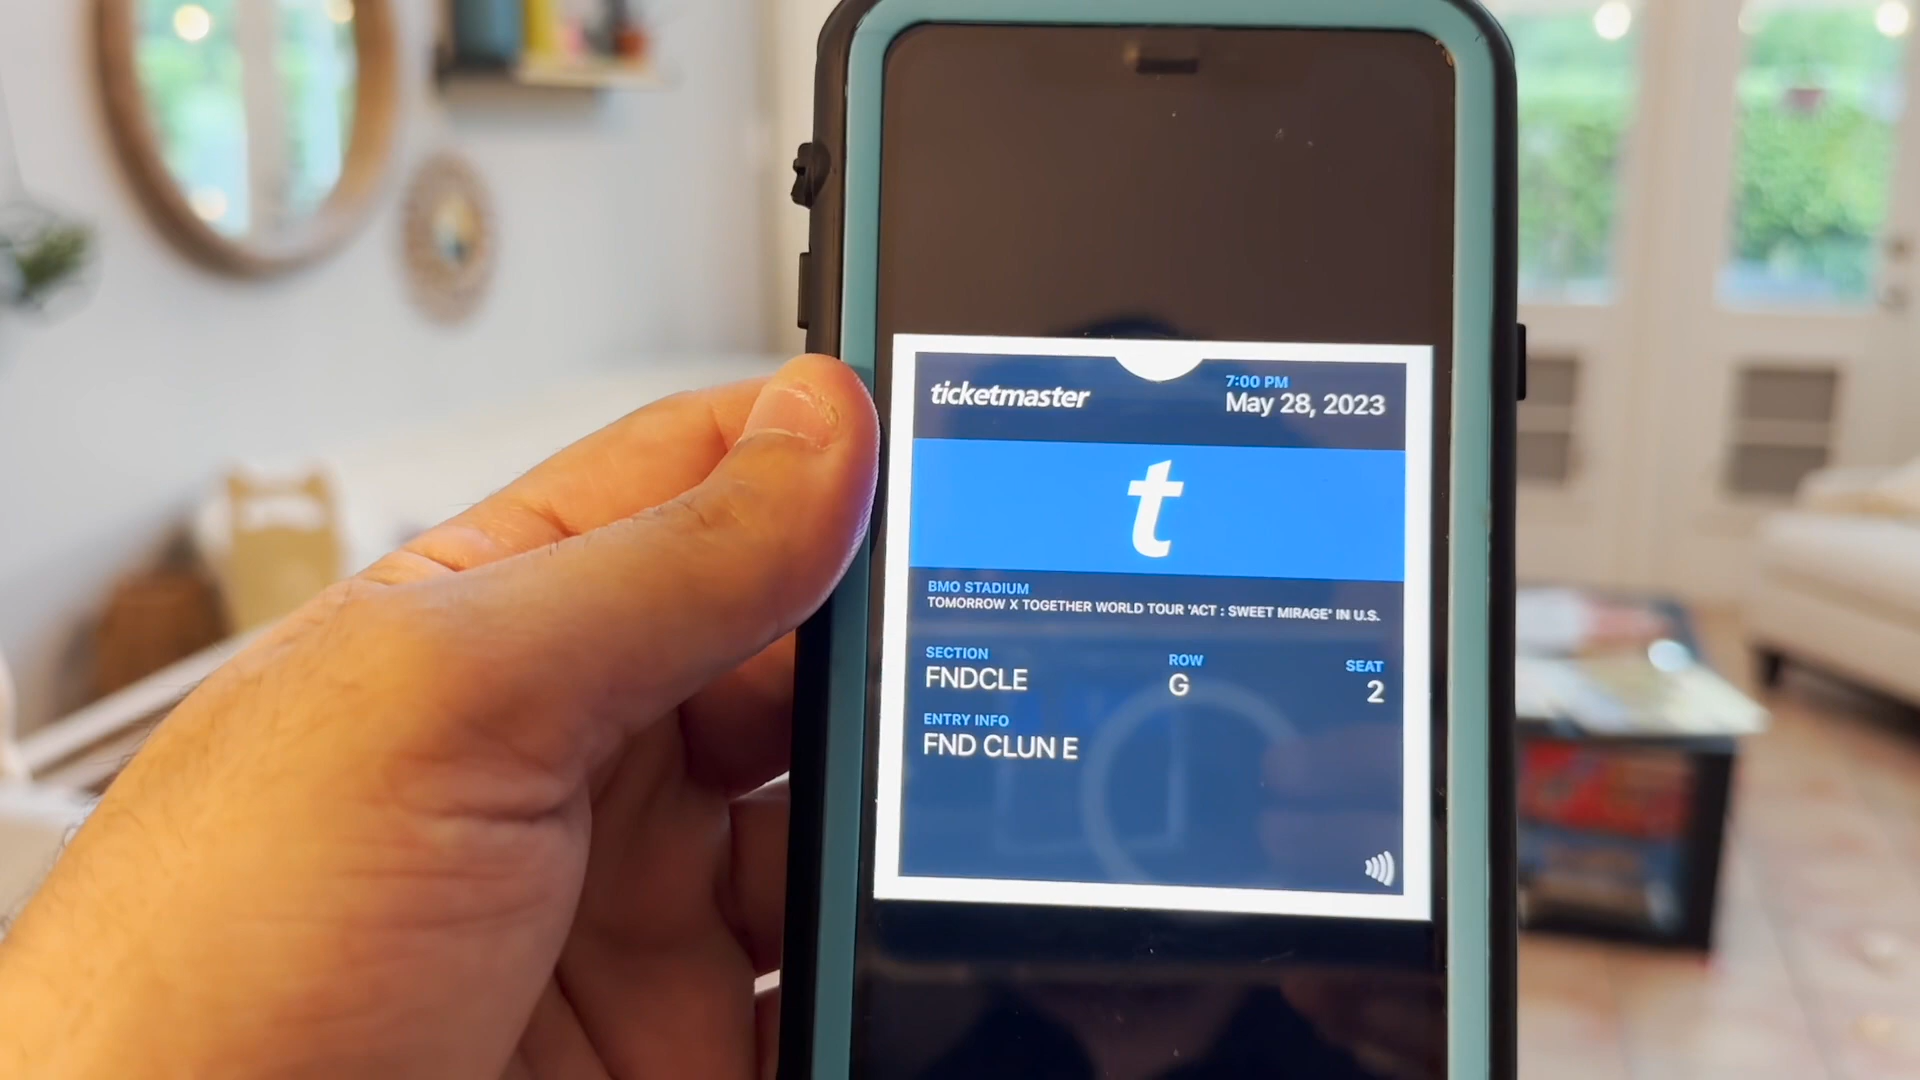 ticketmaster
7:00 PM
May 28, 2023
t
BMO STADIUM
TOMORROW X TOGETHER WORLD TOUR 'ACT : SWEET MIRAGE' IN U.S.
SECTION ROW SEAT
FNDCLE G 2
ENTRY INFO
FND CLUN E